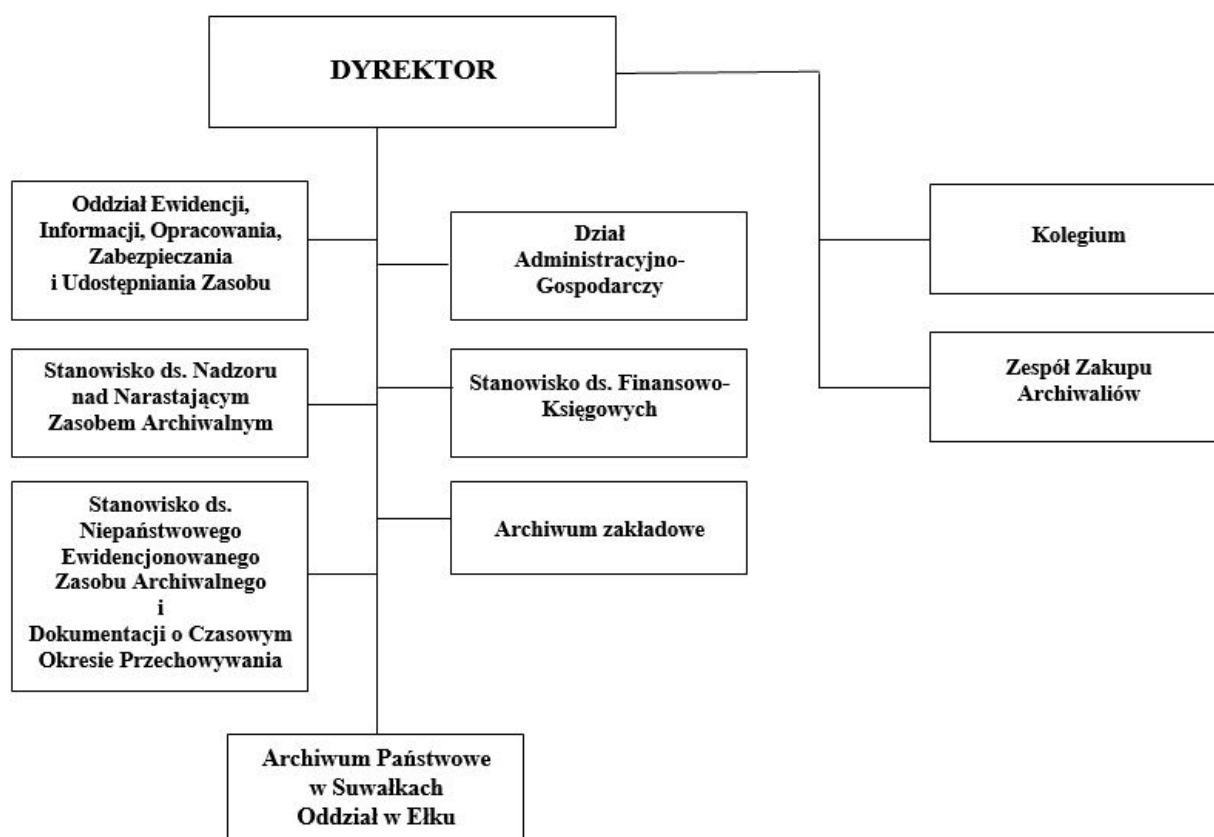 DYREKTOR
Oddział Ewidencji,
Informacji, Opracowania,
Zabezpieczania
i Udostępniania Zasobu
Dział
Administracyjno-
Gospodarczy
Kolegium
Stanowisko ds. Nadzoru
nad Narastającym
Zasobem Archiwalnym
Stanowisko ds. Finansowo-
Księgowych
Zespół Zakupu
Archiwaliów
Stanowisko ds.
Niepaństwowego
Ewidencjonowanego
Zasobu Archiwalnego
i
Dokumentacji o Czasowym
Okresie Przechowywania
Archiwum zakładowe
Archiwum Państwowe
w Suwałkach
Oddział w Ełku